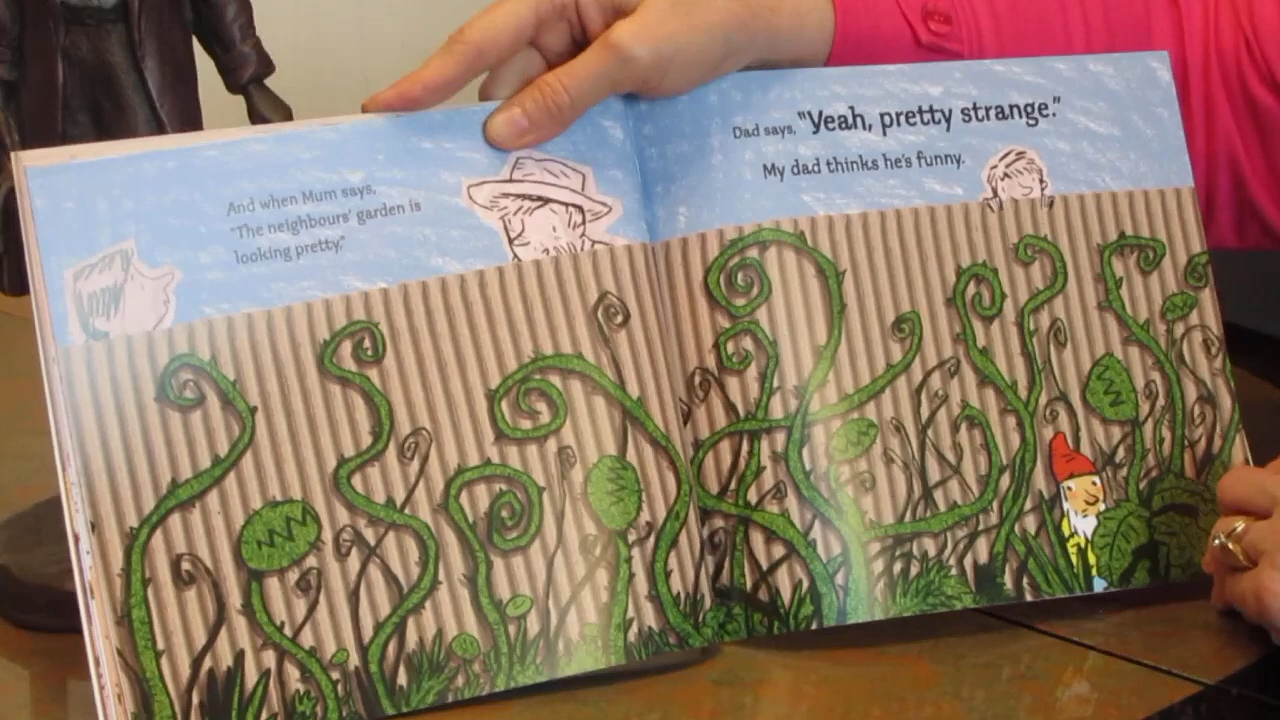 And when Mum says,
"The neighbours' garden is
looking pretty."
Dad says, "Yeah, pretty strange."
My dad thinks he's funny.